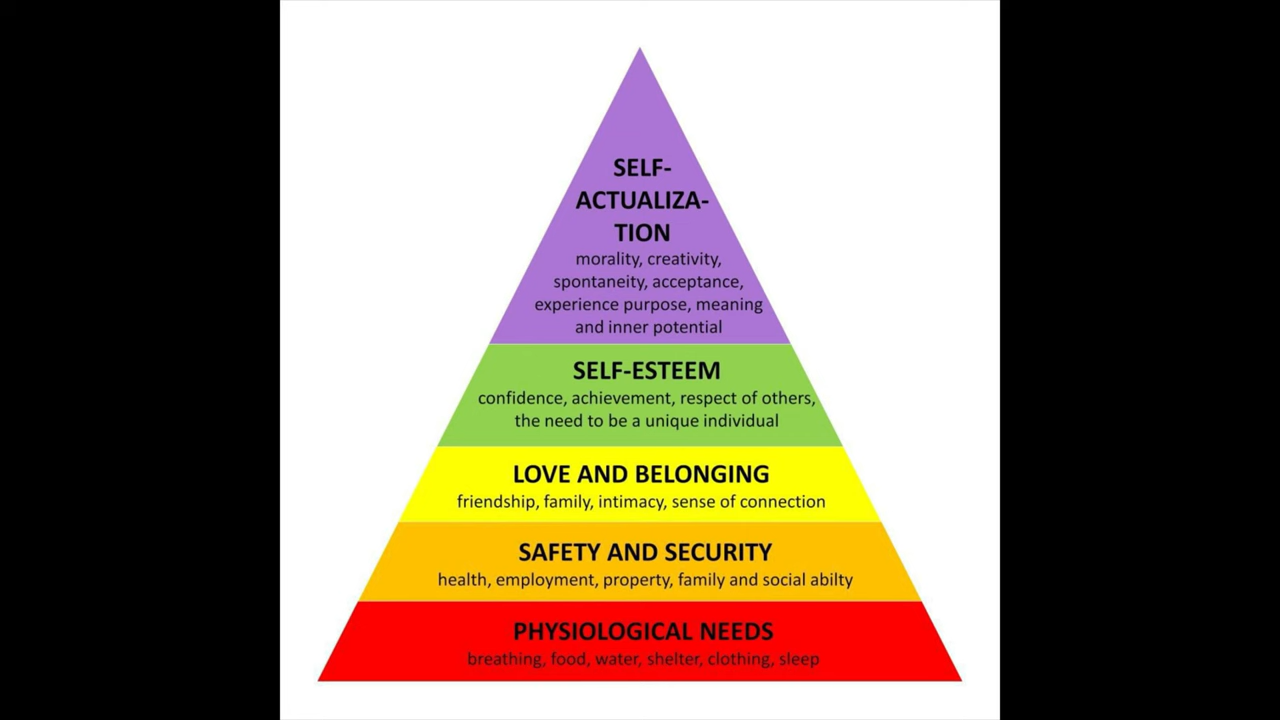 SELF-
ACTUALIZA-
TION
morality, creativity,
spontaneity, acceptance,
experience purpose, meaning
and inner potential
SELF-ESTEEM
confidence, achievement, respect of others,
the need to be a unique individual
LOVE AND BELONGING
friendship, family, intimacy, sense of connection
SAFETY AND SECURITY
health, employment, property, family and social abilty
PHYSIOLOGICAL NEEDS
breathing, food, water, shelter, clothing, sleep